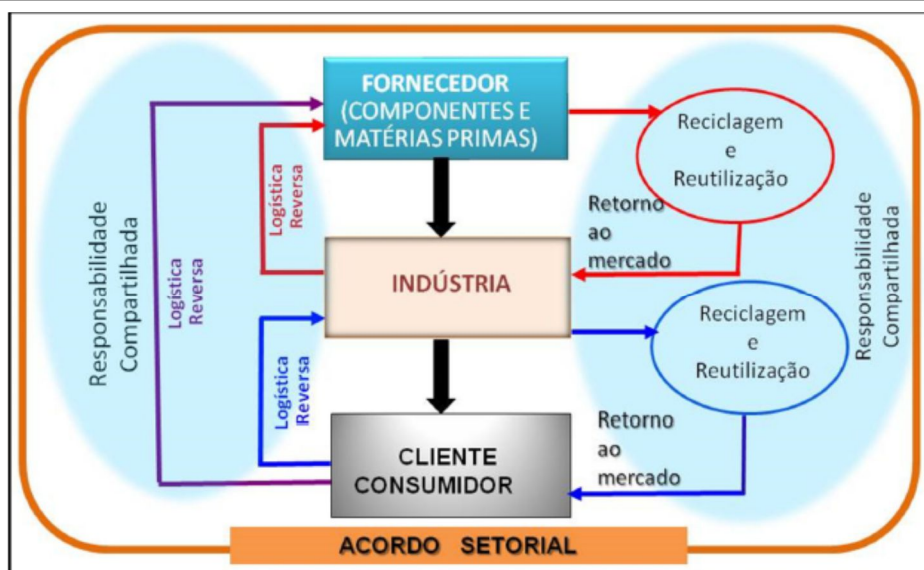 FORNECEDOR
(COMPONENTES E
MATÉRIAS PRIMAS)
Reciclagem
e
Reutilização
Retorno
ao
mercado
Responsabilidade
Compartilhada
Logística
Reversa
Logística
Reversa
INDÚSTRIA
Reciclagem
e
Reutilização
Responsabilidade
Compartilhada
Logística
Reversa
Retorno
ao
mercado
CLIENTE
CONSUMIDOR
ACORDO SETORIAL